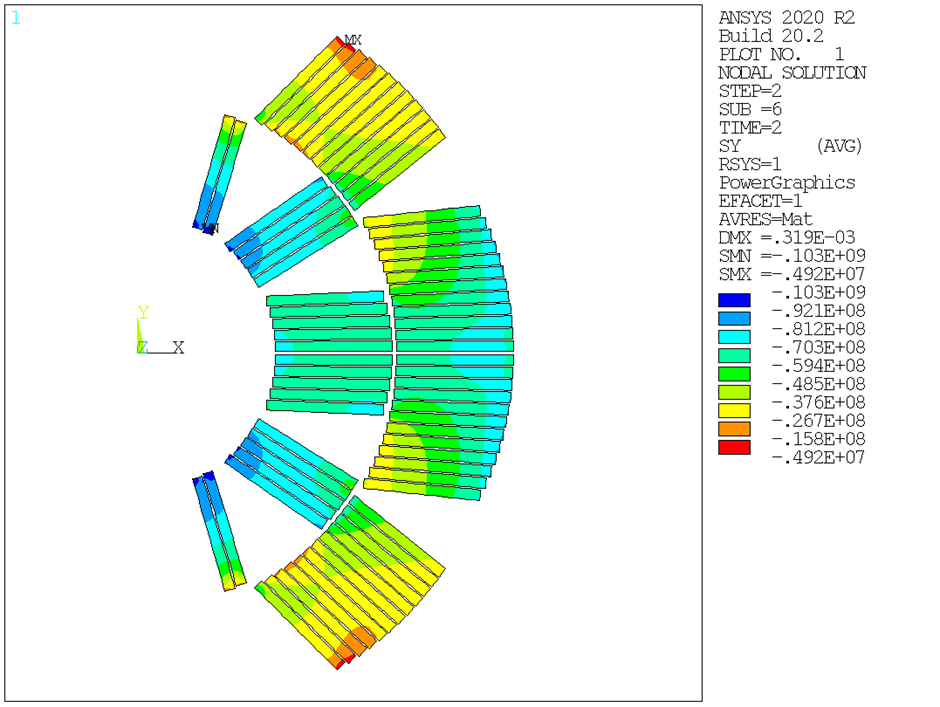 1
ANSYS 2020 R2
Build 20.2
PLOT NO. 1
NODAL SOLUTION
STEP=2
SUB =6
TIME=2
SY (AVG)
RSYS=1
PowerGraphics
EFACET=1
AVRES=Mat
DMX =.319E-03
SMN =-.103E+09
SMX =-.492E+07
-.103E+09
-.921E+08
-.812E+08
-.703E+08
-.594E+08
-.485E+08
-.376E+08
-.267E+08
-.158E+08
-.492E+07
MX
MN
Y
Z X